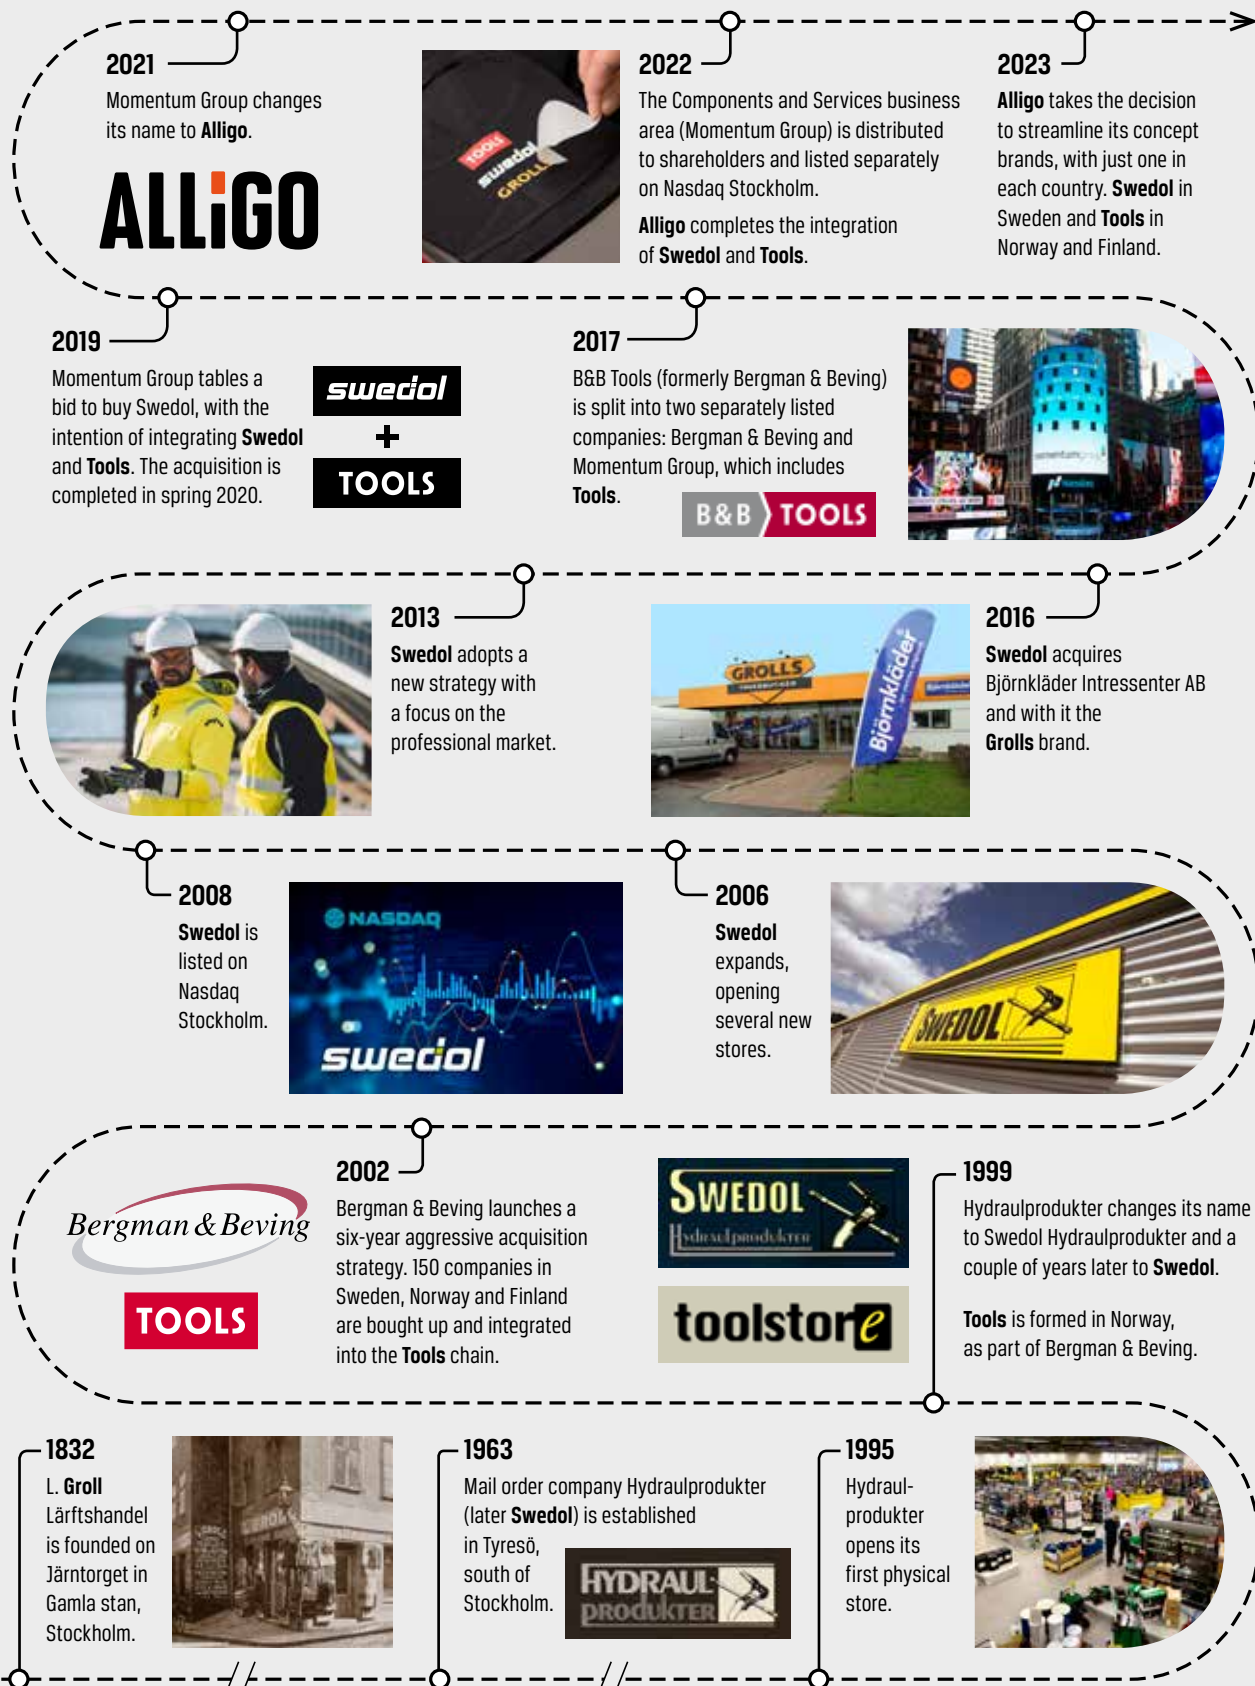 2021
Momentum Group changes
its name to Alligo.
ALLiGO
TOOLS
swedol
GROLLS
2022
The Components and Services business
area (Momentum Group) is distributed
to shareholders and listed separately
on Nasdaq Stockholm.
Alligo completes the integration
of Swedol and Tools.
2023
Alligo takes the decision
to streamline its concept
brands, with just one in
each country. Swedol in
Sweden and Tools in
Norway and Finland.
2019
Momentum Group tables a
bid to buy Swedol, with the
intention of integrating Swedol
and Tools. The acquisition is
completed in spring 2020.
swedol
+
TOOLS
2017
B&B Tools (formerly Bergman & Beving)
is split into two separately listed
companies: Bergman & Beving and
Momentum Group, which includes
Tools.
B&B TOOLS
2013
Swedol adopts a
new strategy with
a focus on the
professional market.
GROLLS
Björnkläder
2016
Swedol acquires
Björnkläder Intressenter AB
and with it the
Grolls brand.
2008
Swedol is
listed on
Nasdaq
Stockholm.
NASDAQ
swedol
2006
Swedol
expands,
opening
several new
stores.
SWEDOL
Bergman & Beving
TOOLS
2002
Bergman & Beving launches a
six-year aggressive acquisition
strategy. 150 companies in
Sweden, Norway and Finland
are bought up and integrated
into the Tools chain.
SWEDOL
Hydraulprodukter
toolstore
1999
Hydraulprodukter changes its name
to Swedol Hydraulprodukter and a
couple of years later to Swedol.
Tools is formed in Norway,
as part of Bergman & Beving.
1832
L. Groll
Lärftshandel
is founded on
Järntorget in
Gamla stan,
Stockholm.
1963
Mail order company Hydraulprodukter
(later Swedol) is established
in Tyresö,
south of
Stockholm.
HYDRAUL-
PRODUKTER
1995
Hydraul-
produkter
opens its
first physical
store.